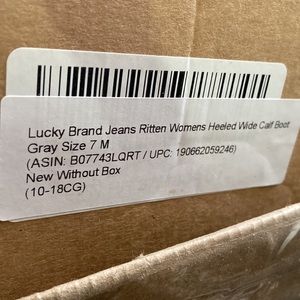 Lucky Brand Jeans Ritten Womens Heeled Wide Calf Boot
Gray Size 7 M
(ASIN: B07743LQRT / UPC: 190662059246)
New Without Box
(10-18CG)